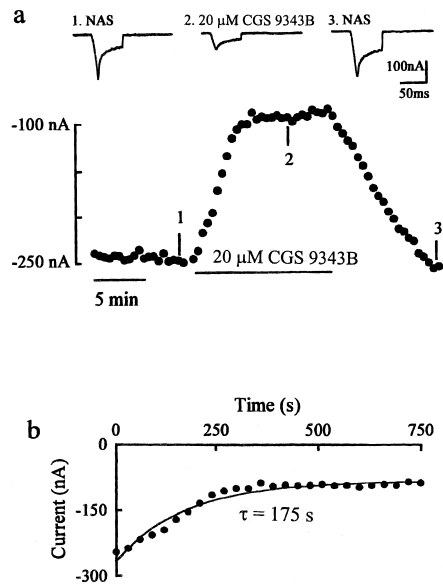 a
1. NAS
2. 20 μM CGS 9343B
3. NAS
100nA
50ms
-100 nA
-250 nA
1
2
3
20 μM CGS 9343B
5 min
b
Time (s)
0 250 500 750
Current (nA)
0
-150
-300
τ = 175 s